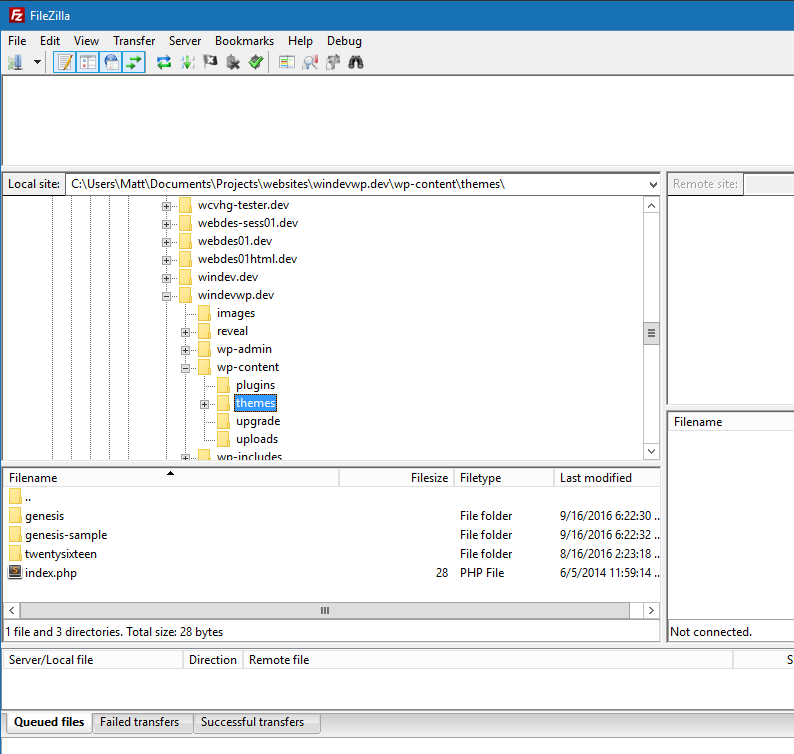 FileZilla
File Edit View Transfer Server Bookmarks Help Debug
Local site: C:\Users\Matt\Documents\Projects\websites\windevwp.dev\wp-content\themes\
Remote site:
wcvhg-tester.dev
webdes-sess01.dev
webdes01.dev
webdes01html.dev
windev.dev
windevwp.dev
images
reveal
wp-admin
wp-content
plugins
themes
upgrade
uploads
wp-includes
Filename
Filename Filesize Filetype Last modified
..
genesis File folder 9/16/2016 6:22:30 ..
genesis-sample File folder 9/16/2016 6:22:32 ..
twentysixteen File folder 8/16/2016 2:23:18 ..
index.php 28 PHP File 6/5/2014 11:59:14 ..
1 file and 3 directories. Total size: 28 bytes
Not connected.
Server/Local file Direction Remote file S
Queued files Failed transfers Successful transfers